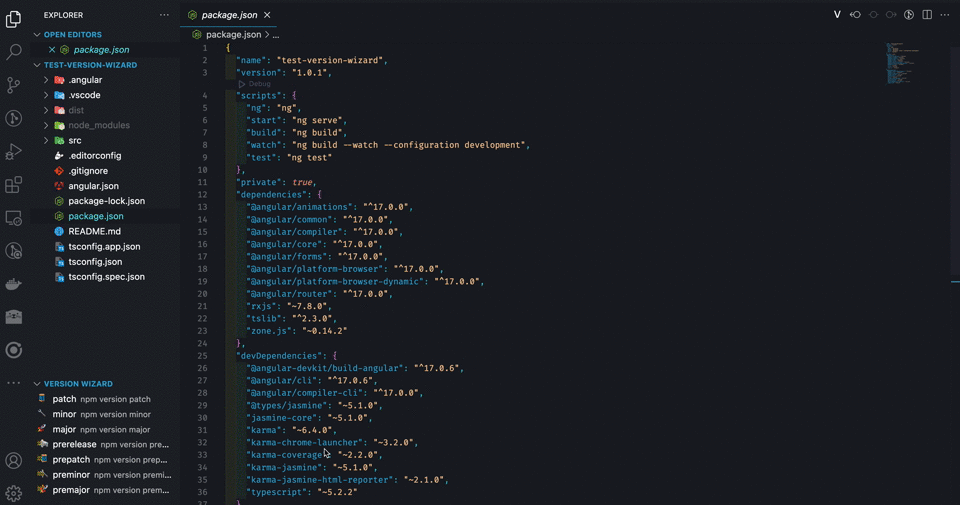 EXPLORER ...
OPEN EDITORS
package.json
TEST-VERSION-WIZARD
.angular
.vscode
dist
node_modules
src
.editorconfig
.gitignore
angular.json
package-lock.json
package.json
README.md
tsconfig.app.json
tsconfig.json
tsconfig.spec.json
VERSION WIZARD
patch npm version patch
minor npm version minor
major npm version major
prerelease npm version pre...
prepatch npm version prep...
preminor npm version prem...
premajor npm version prem...
package.json
package.json > ...
V
1 {
2 "name": "test-version-wizard",
3 "version": "1.0.1",
Debug
4 "scripts": {
5 "ng": "ng",
6 "start": "ng serve",
7 "build": "ng build",
8 "watch": "ng build --watch --configuration development",
9 "test": "ng test"
10 },
11 "private": true,
12 "dependencies": {
13 "@angular/animations": "^17.0.0",
14 "@angular/common": "^17.0.0",
15 "@angular/compiler": "^17.0.0",
16 "@angular/core": "^17.0.0",
17 "@angular/forms": "^17.0.0",
18 "@angular/platform-browser": "^17.0.0",
19 "@angular/platform-browser-dynamic": "^17.0.0",
20 "@angular/router": "^17.0.0",
21 "rxjs": "~7.8.0",
22 "tslib": "^2.3.0",
23 "zone.js": "~0.14.2"
24 },
25 "devDependencies": {
26 "@angular-devkit/build-angular": "^17.0.6",
27 "@angular/cli": "^17.0.6",
28 "@angular/compiler-cli": "^17.0.0",
29 "@types/jasmine": "~5.1.0",
30 "jasmine-core": "~5.1.0",
31 "karma": "~6.4.0",
32 "karma-chrome-launcher": "~3.2.0",
33 "karma-coverage": "~2.2.0",
34 "karma-jasmine": "~5.1.0",
35 "karma-jasmine-html-reporter": "~2.1.0",
36 "typescript": "~5.2.2"
37 }